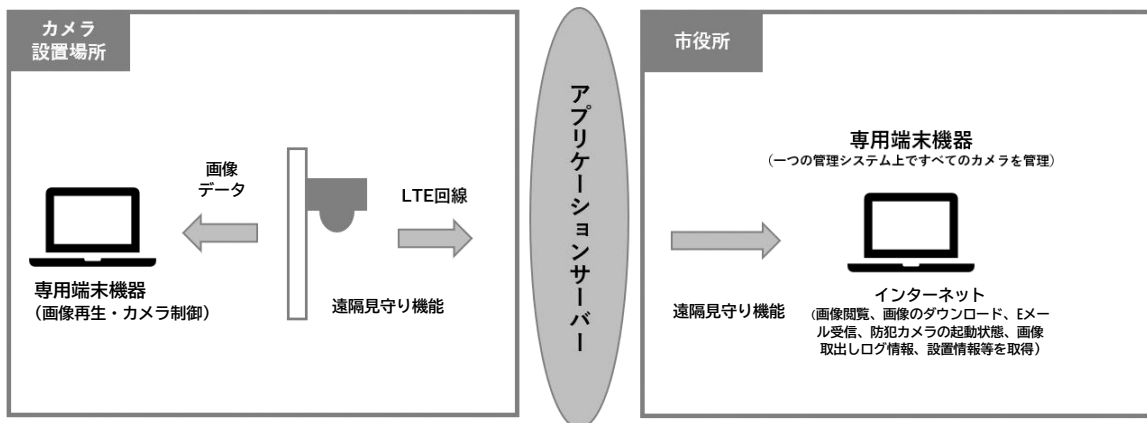 カメラ
設置場所
画像
データ
LTE回線
専用端末機器
(画像再生・カメラ制御)
遠隔見守り機能
アプリケーションサーバー
市役所
専用端末機器
(一つの管理システム上ですべてのカメラを管理)
遠隔見守り機能
インターネット
(画像閲覧、画像のダウンロード、Eメー
ル受信、防犯カメラの起動状態、画像
取出しログ情報、設置情報等を取得)